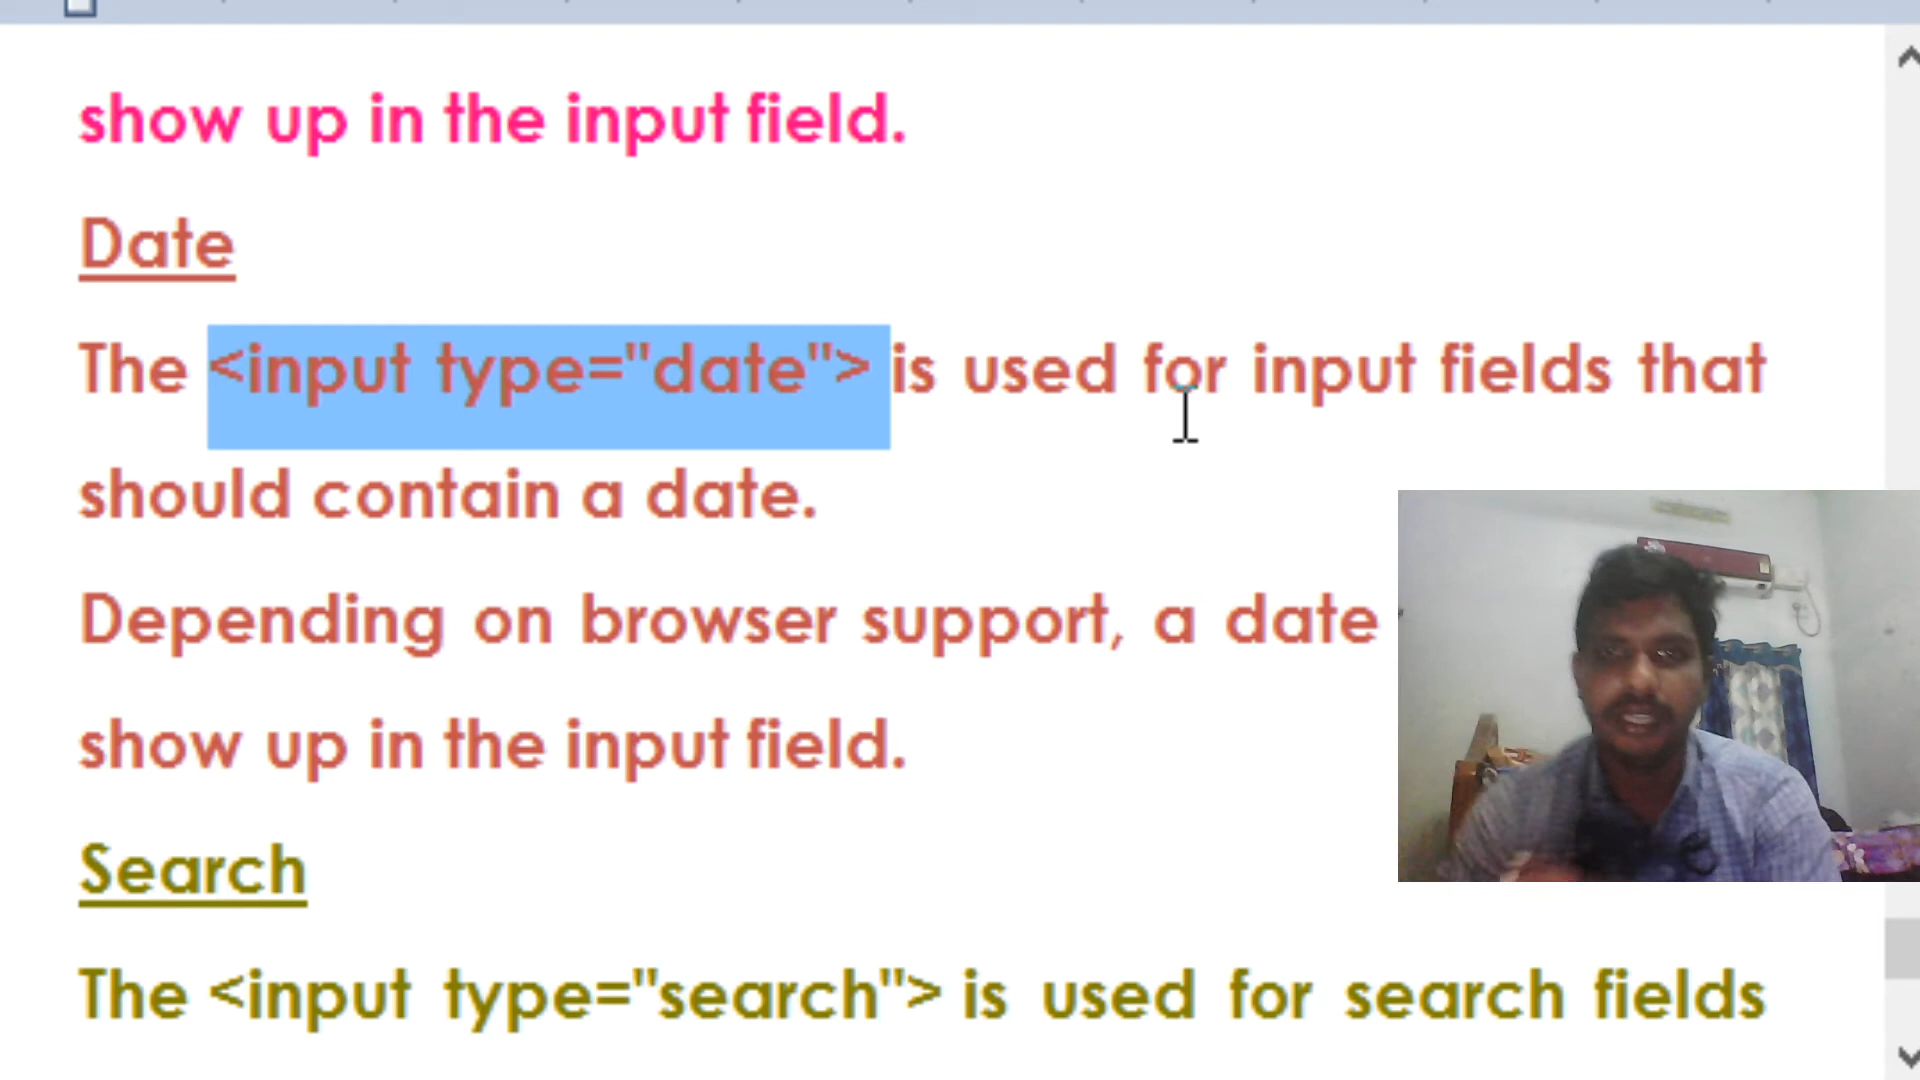 show up in the input field.
Date
The <input type="date"> is used for input fields that
should contain a date.
Depending on browser support, a date
show up in the input field.
Search
The <input type="search"> is used for search fields